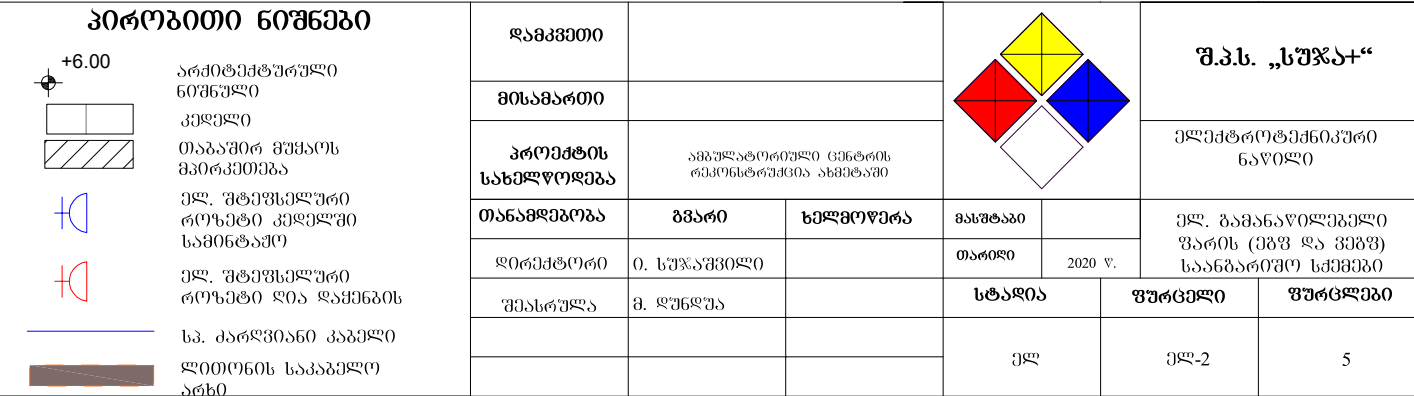 პირობითი ნიშნები
+6.00
არქიტექტურული
ნიშნული
კედელი
თაბაშირ მუყაოს
მპირკეთება
ელ. შტეფსელური
როზეტი კედელში
სამინტაჟო
ელ. შტეფსელური
როზეტი ღია დაყენბის
სპ. ძარღვიანი კაბელი
ლითონის საკაბელო
არხი
დამკვეთი
მისამართი
პროექტის
სახელწოდება
ამბულატორიული ცენტრის
რეკონსტრუქცია ახმეტაში
თანამდებობა
გვარი
ხელმოწერა
დირექტორი
ი. სუჯაშვილი
შეასრულა
მ. დუნდუა
შ.პ.ს. „სუჯა+“
ელექტროტექნიკური
ნაწილი
მასშტაბი
თარიღი
2020 წ.
ელ. გამანაწილებელი
ფარის (ეგფ და ვეგფ)
საანგარიშო სქემები
სტადია
ფურცელი
ფურცლები
ელ
ელ-2
5